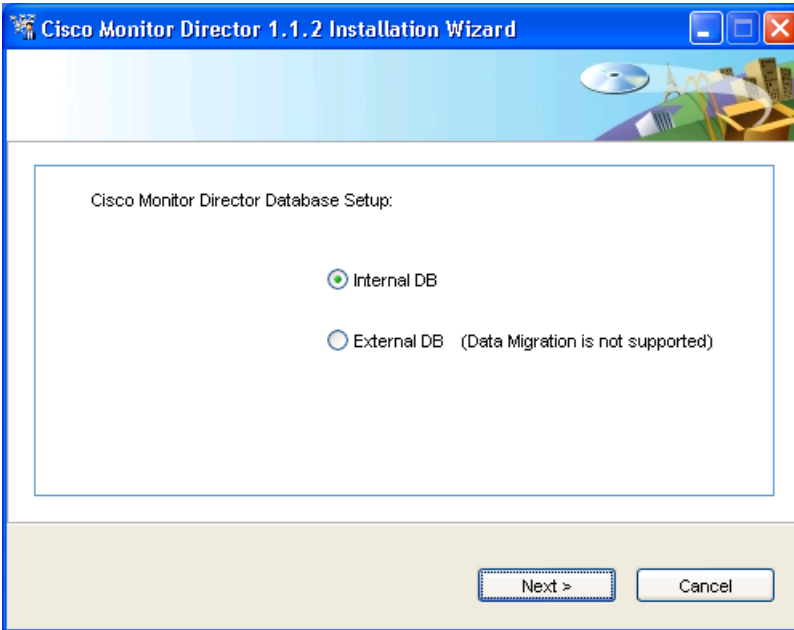 Cisco Monitor Director 1.1.2 Installation Wizard
Cisco Monitor Director Database Setup:
Internal DB
External DB (Data Migration is not supported)
Next >
Cancel